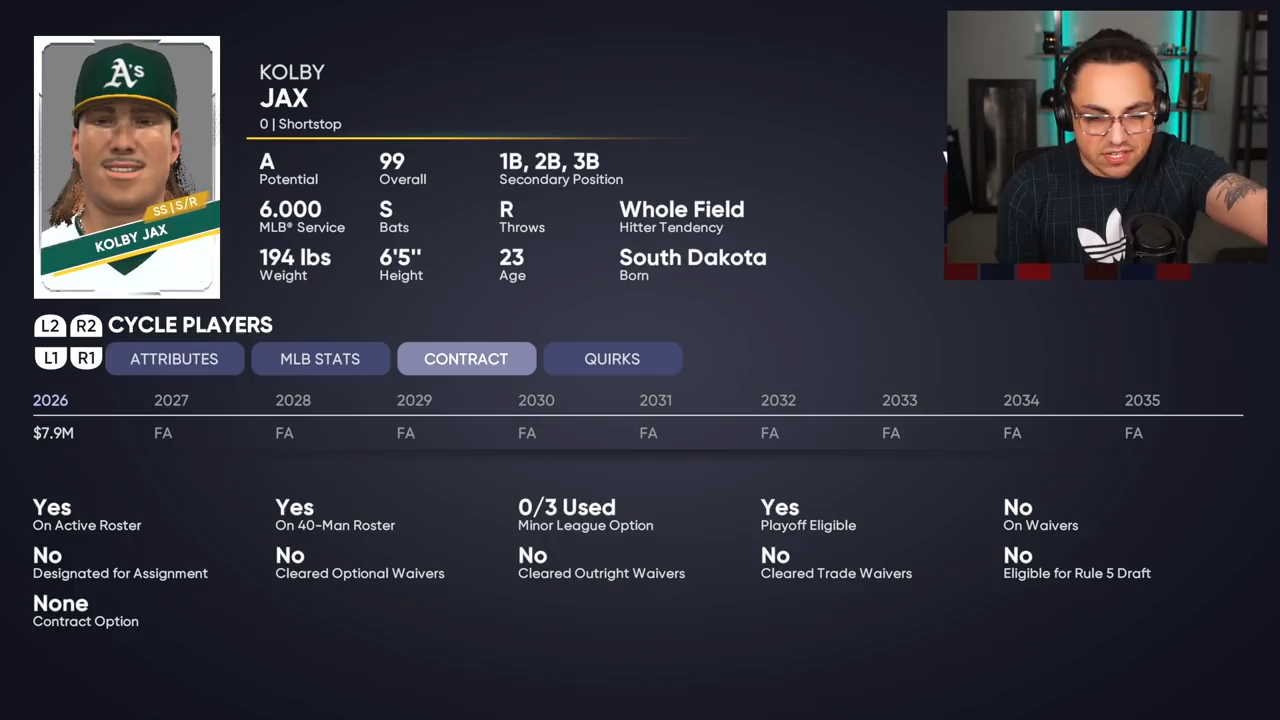 A's
SS | S/R
KOLBY JAX
KOLBY
JAX
0 | Shortstop
A 99 1B, 2B, 3B
Potential Overall Secondary Position
6.000 S R Whole Field
MLB® Service Bats Throws Hitter Tendency
194 lbs 6'5" 23 South Dakota
Weight Height Age Born
L2 R2 CYCLE PLAYERS
L1 R1 ATTRIBUTES MLB STATS CONTRACT QUIRKS
2026 2027 2028 2029 2030 2031 2032 2033 2034 2035
$7.9M FA FA FA FA FA FA FA FA FA
Yes Yes 0/3 Used Yes No
On Active Roster On 40-Man Roster Minor League Option Playoff Eligible On Waivers
No No No No No
Designated for Assignment Cleared Optional Waivers Cleared Outright Waivers Cleared Trade Waivers Eligible for Rule 5 Draft
None
Contract Option